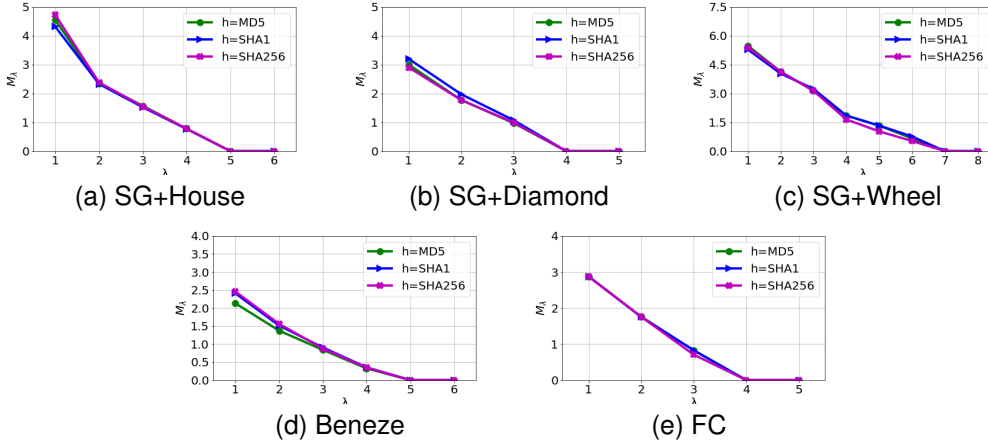 5
4
3
2
1
0
M_λ
1 2 3 4 5 6
λ
h=MD5
h=SHA1
h=SHA256
(a) SG+House
5
4
3
2
1
0
M_λ
1 2 3 4 5
λ
h=MD5
h=SHA1
h=SHA256
(b) SG+Diamond
7.5
6.0
4.5
3.0
1.5
0.0
M_λ
1 2 3 4 5 6 7 8
λ
h=MD5
h=SHA1
h=SHA256
(c) SG+Wheel
4.0
3.5
3.0
2.5
2.0
1.5
1.0
0.5
0.0
M_λ
1 2 3 4 5 6
λ
h=MD5
h=SHA1
h=SHA256
(d) Beneze
4
3
2
1
0
M_λ
1 2 3 4 5
λ
h=MD5
h=SHA1
h=SHA256
(e) FC